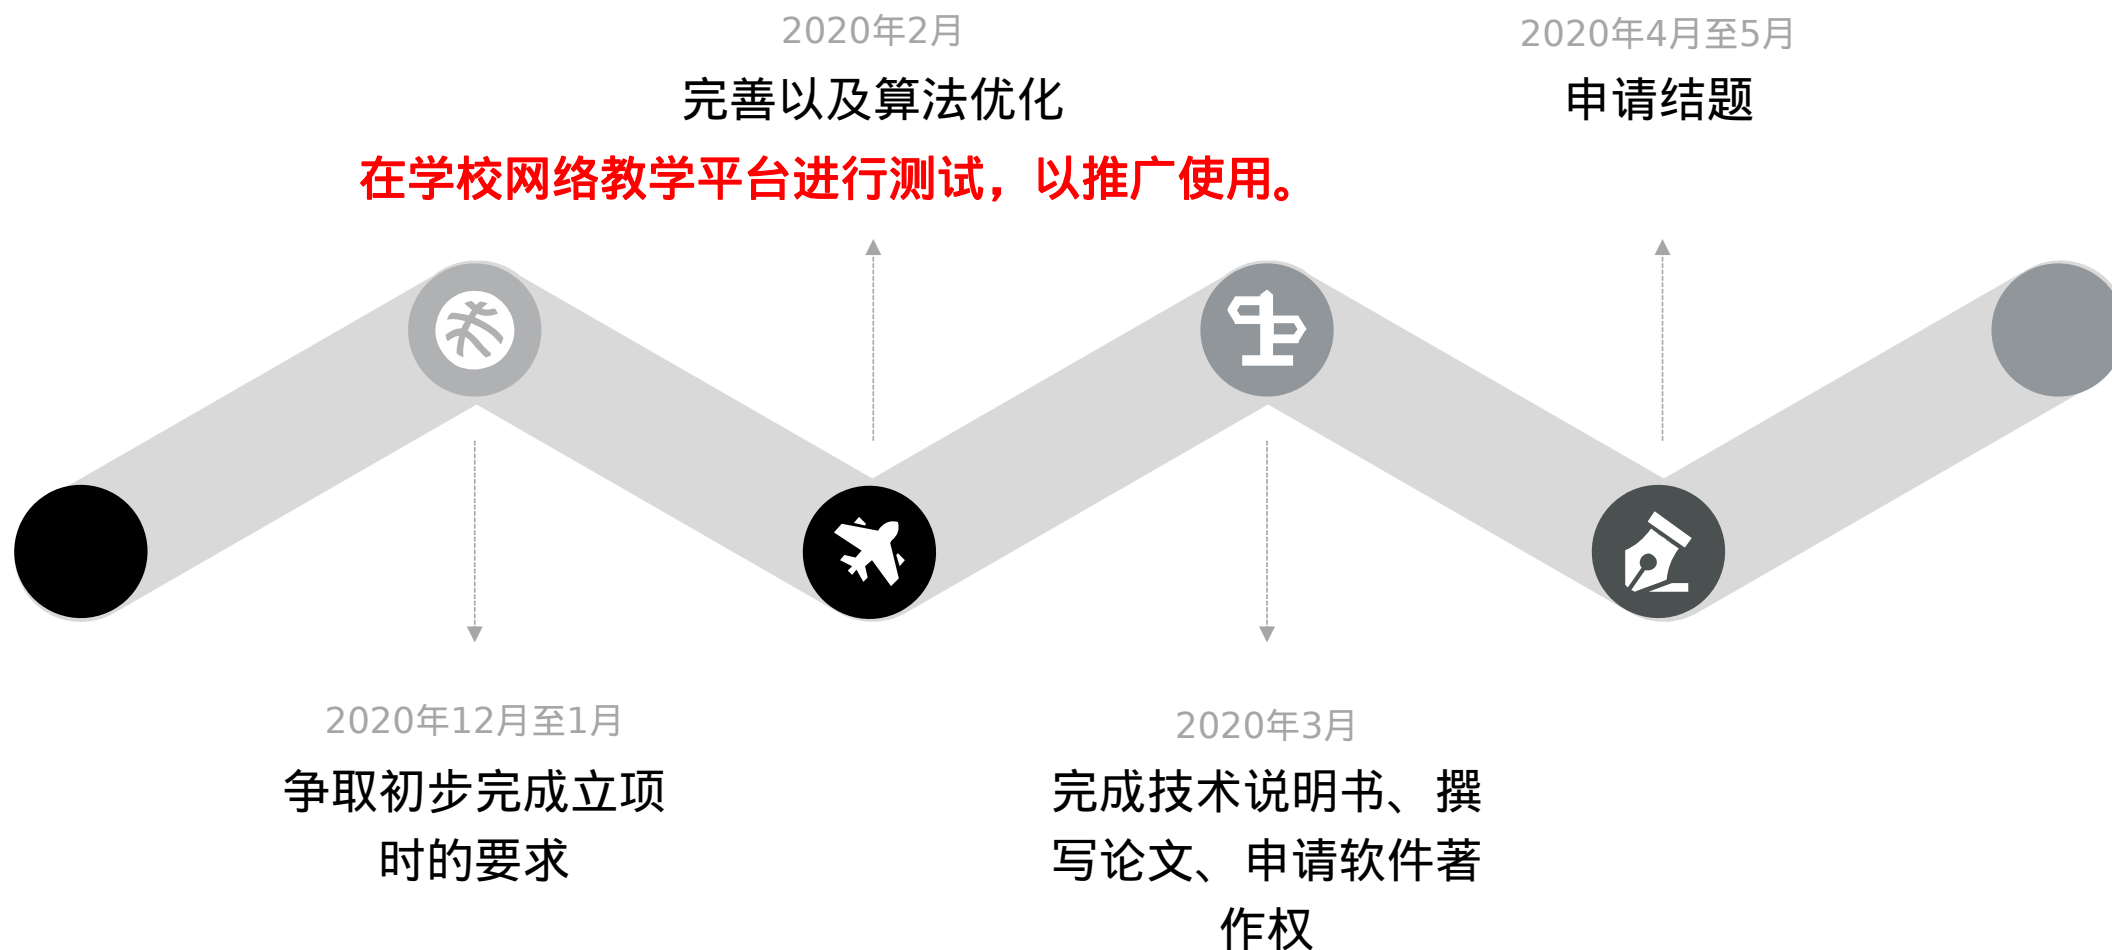 2020年2月
完善以及算法优化
在学校网络教学平台进行测试，以推广使用。
2020年4月至5月
申请结题
2020年12月至1月
争取初步完成立项
时的要求
2020年3月
完成技术说明书、撰
写论文、申请软件著
作权